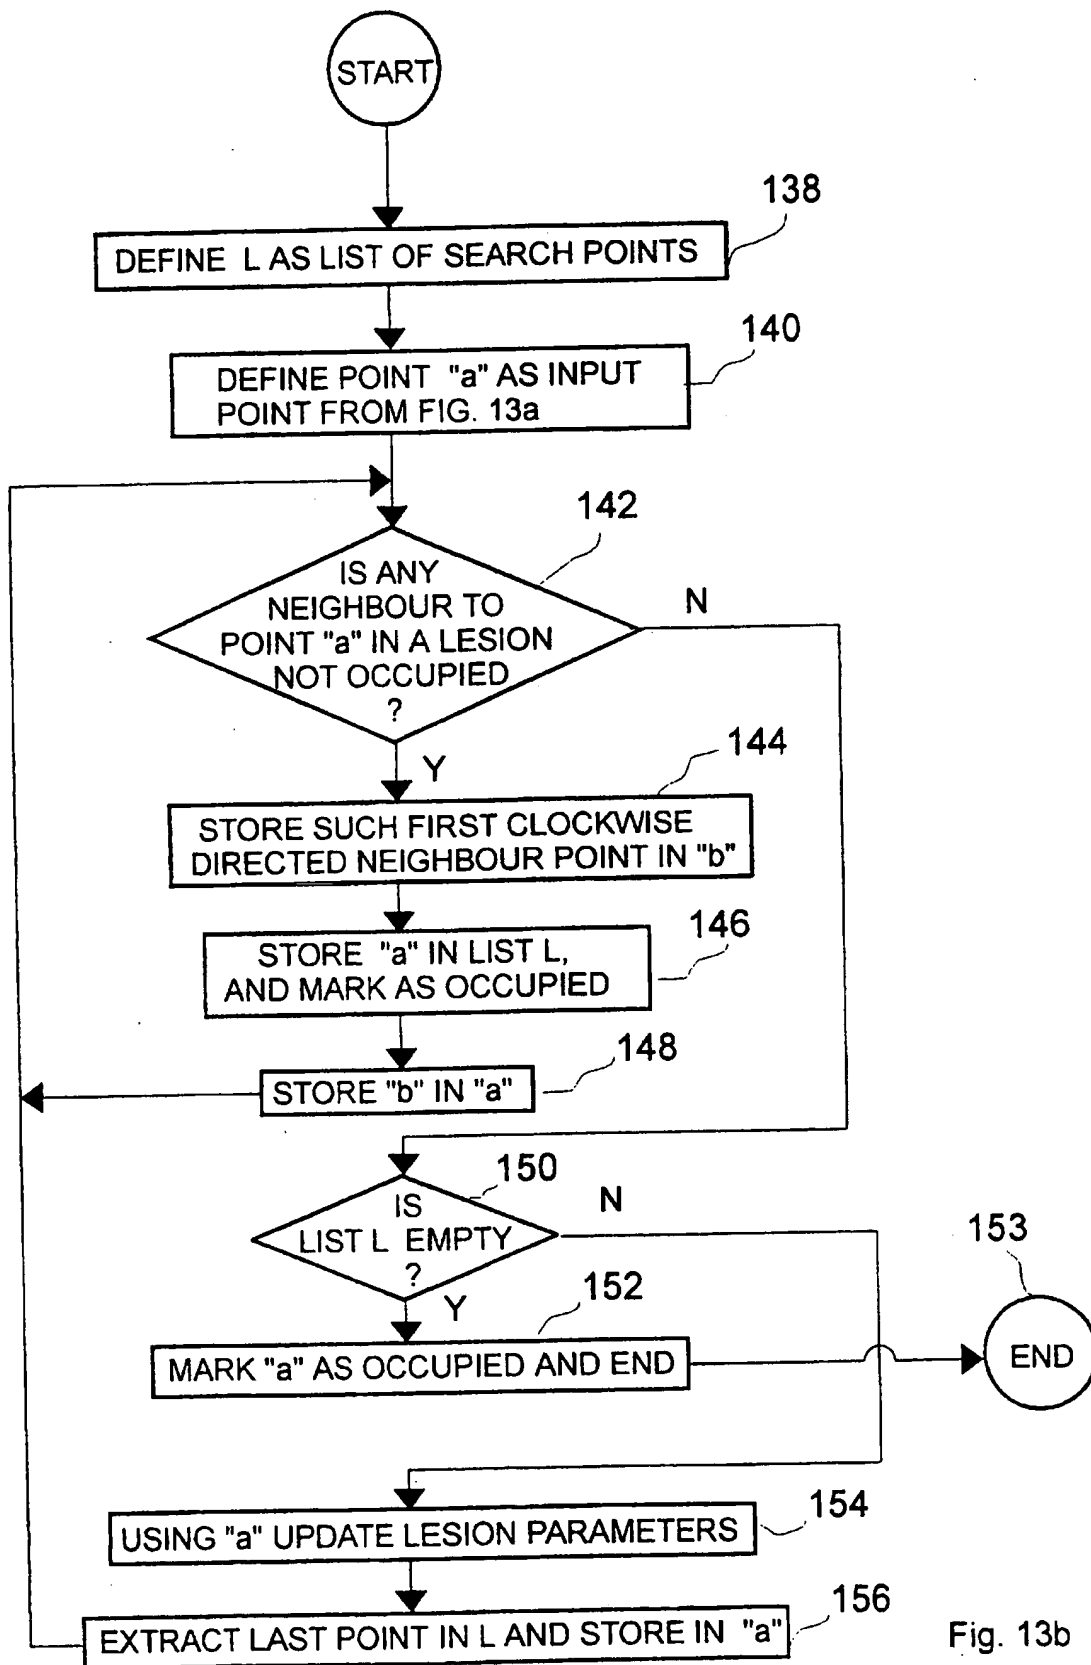 START
138
DEFINE L AS LIST OF SEARCH POINTS
140
DEFINE POINT "a" AS INPUT
POINT FROM FIG. 13a
142
IS ANY
NEIGHBOUR TO
POINT "a" IN A LESION
NOT OCCUPIED
?
N
Y
144
STORE SUCH FIRST CLOCKWISE
DIRECTED NEIGHBOUR POINT IN "b"
146
STORE "a" IN LIST L,
AND MARK AS OCCUPIED
148
STORE "b" IN "a"
150
IS
LIST L EMPTY
?
N
Y
152
153
MARK "a" AS OCCUPIED AND END
END
154
USING "a" UPDATE LESION PARAMETERS
156
EXTRACT LAST POINT IN L AND STORE IN "a"
Fig. 13b